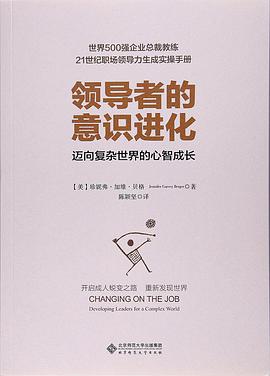 世界500强企业总裁教练
21世纪职场领导力生成实操手册
领导者的
意识进化
迈向复杂世界的心智成长
【美】珍妮弗·加维·贝格 Jennifer Garvey Berger 著
陈颖坚 译
开启成人蜕变之路 重新发现世界
CHANGING ON THE JOB
Developing Leaders for a Complex World
北京师范大学出版集团
北京师范大学出版社